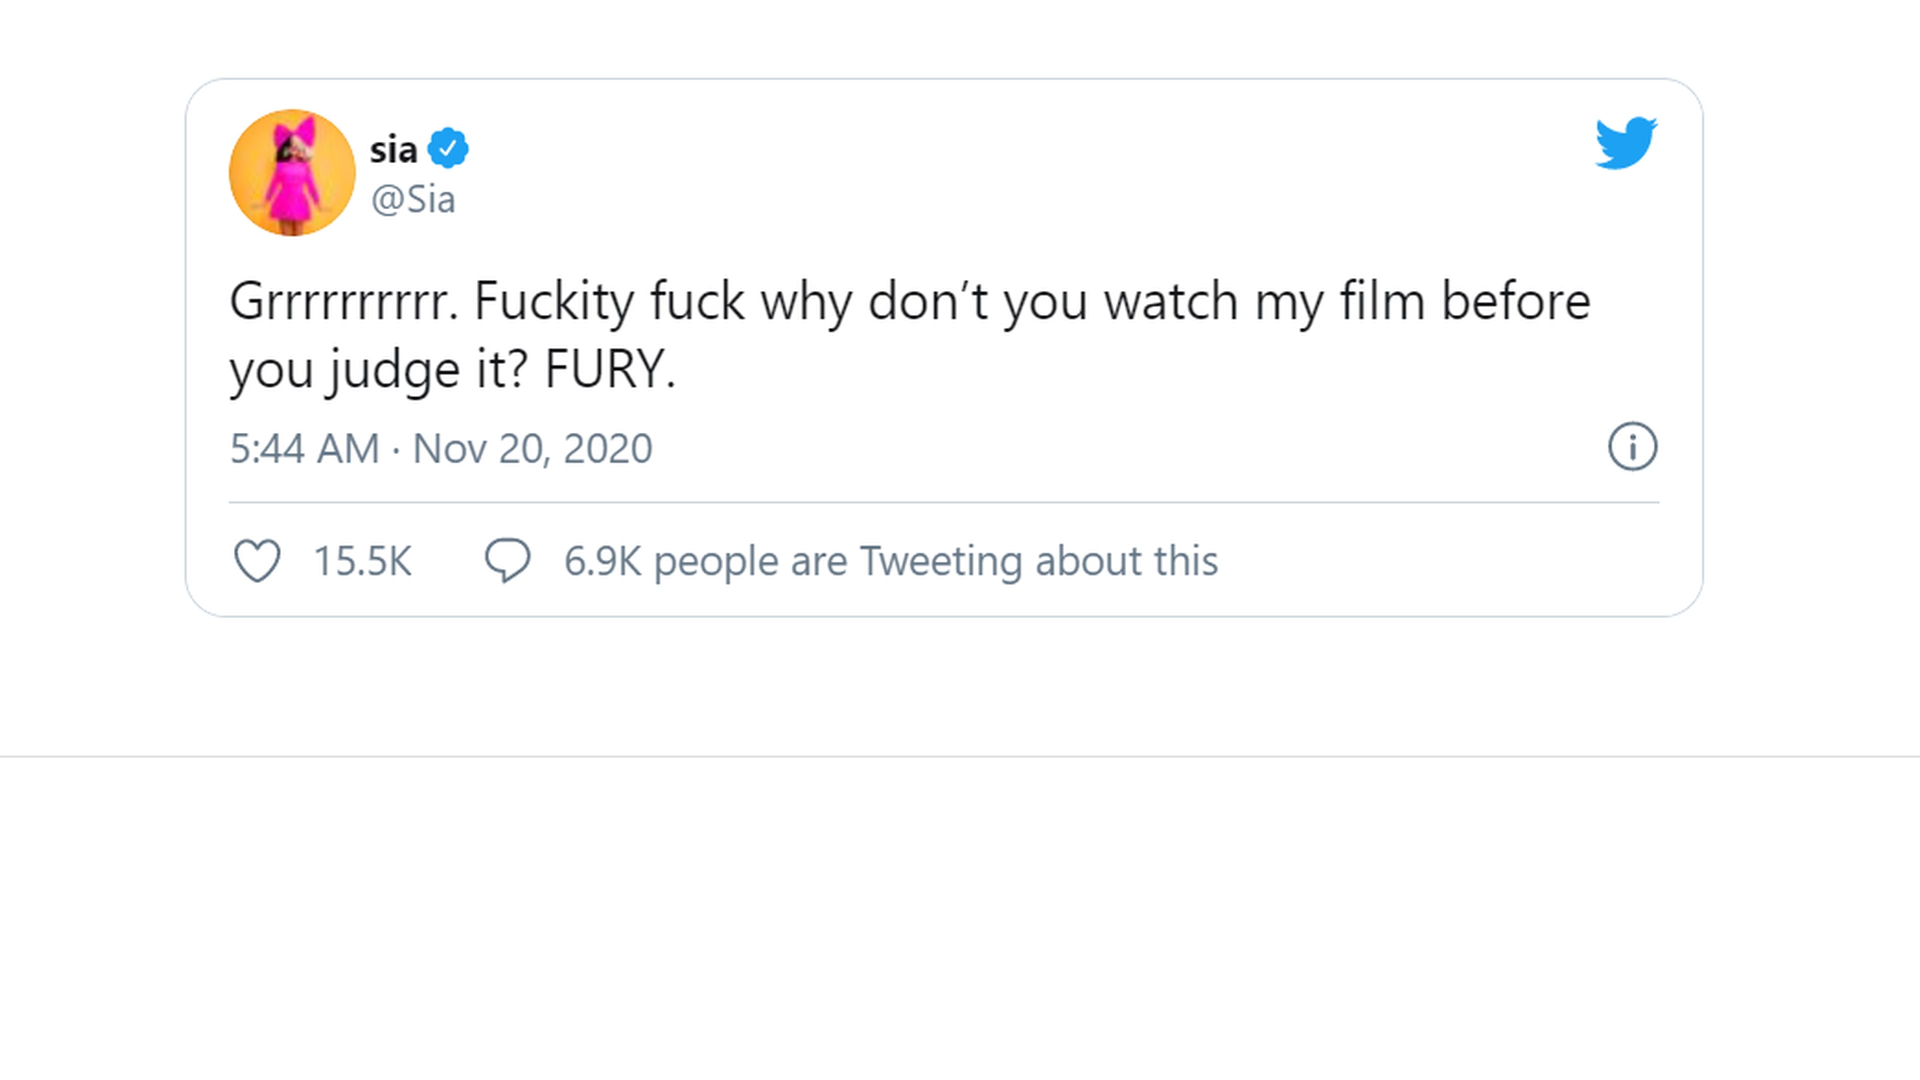 sia
@Sia
Grrrrrrrrrr. Fuckity fuck why don’t you watch my film before
you judge it? FURY.
5:44 AM · Nov 20, 2020
15.5K 6.9K people are Tweeting about this